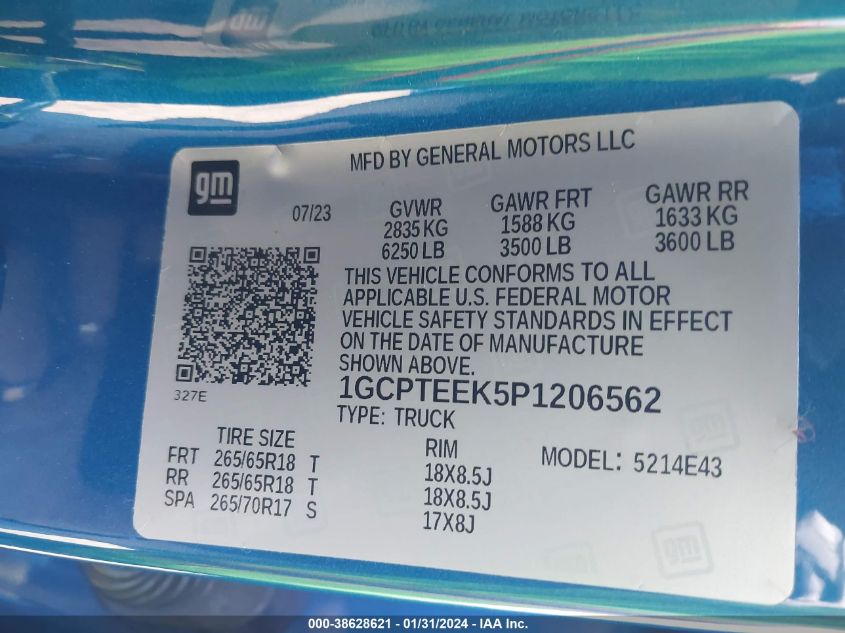 MFD BY GENERAL MOTORS LLC
gm
07/23
GVWR GAWR FRT GAWR RR
2835 KG 1588 KG 1633 KG
6250 LB 3500 LB 3600 LB
THIS VEHICLE CONFORMS TO ALL
APPLICABLE U.S. FEDERAL MOTOR
VEHICLE SAFETY STANDARDS IN EFFECT
ON THE DATE OF MANUFACTURE
SHOWN ABOVE.
327E
1GCPTEEK5P1206562
TYPE: TRUCK
TIRE SIZE RIM MODEL: 5214E43
FRT 265/65R18 T 18X8.5J
RR 265/65R18 T 18X8.5J
SPA 265/70R17 S 17X8J
gm
000-38628621 - 01/31/2024 - IAA Inc.